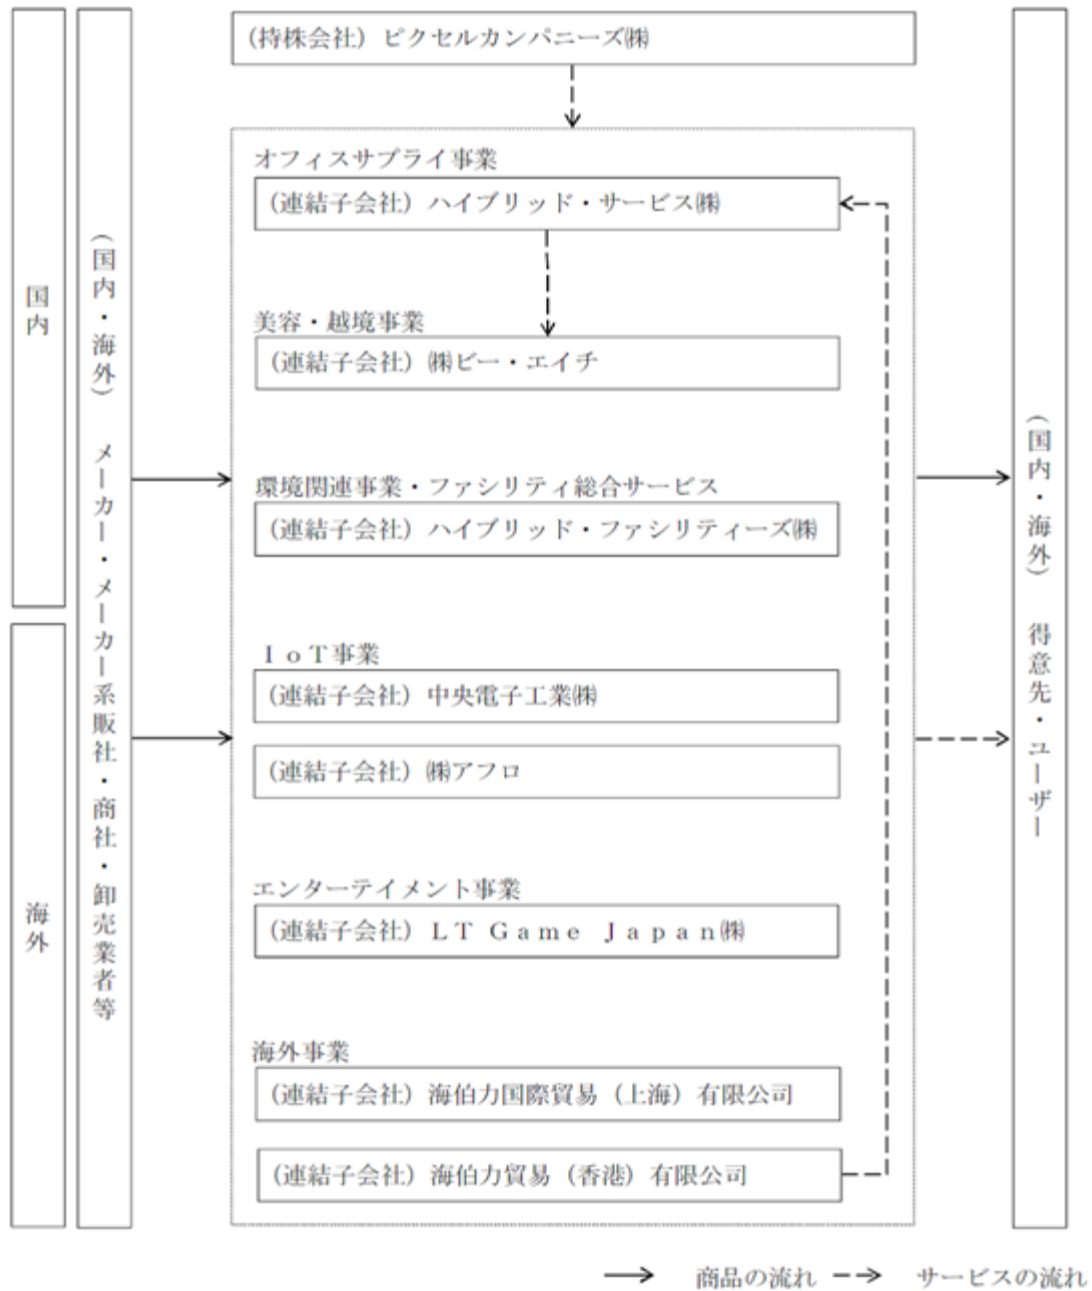 (持株会社) ピクセルカンパニーズ㈱
オフィスサプライ事業
(連結子会社) ハイブリッド・サービス㈱
美容・越境事業
(連結子会社) ㈱ビー・エイチ
環境関連事業・ファシリティ総合サービス
(連結子会社) ハイブリッド・ファシリティーズ㈱
ＩｏＴ事業
(連結子会社) 中央電子工業㈱
(連結子会社) ㈱アフロ
エンターテイメント事業
(連結子会社) ＬＴ Ｇａｍｅ Ｊａｐａｎ㈱
海外事業
(連結子会社) 海伯力国際貿易（上海）有限公司
(連結子会社) 海伯力貿易（香港）有限公司
国内
海外
(国内・海外) メーカー・メーカー系販社・商社・卸売業者等
(国内・海外) 得意先・ユーザー
商品の流れ
サービスの流れ